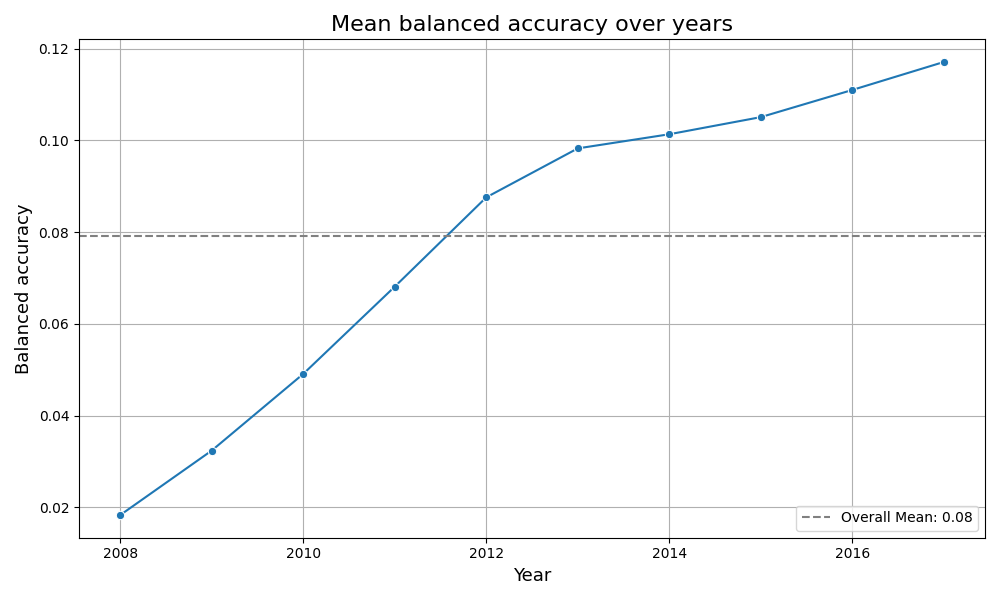 Mean balanced accuracy over years
Balanced accuracy
0.12
0.10
0.08
0.06
0.04
0.02
Overall Mean: 0.08
2008
2010
2012
2014
2016
Year